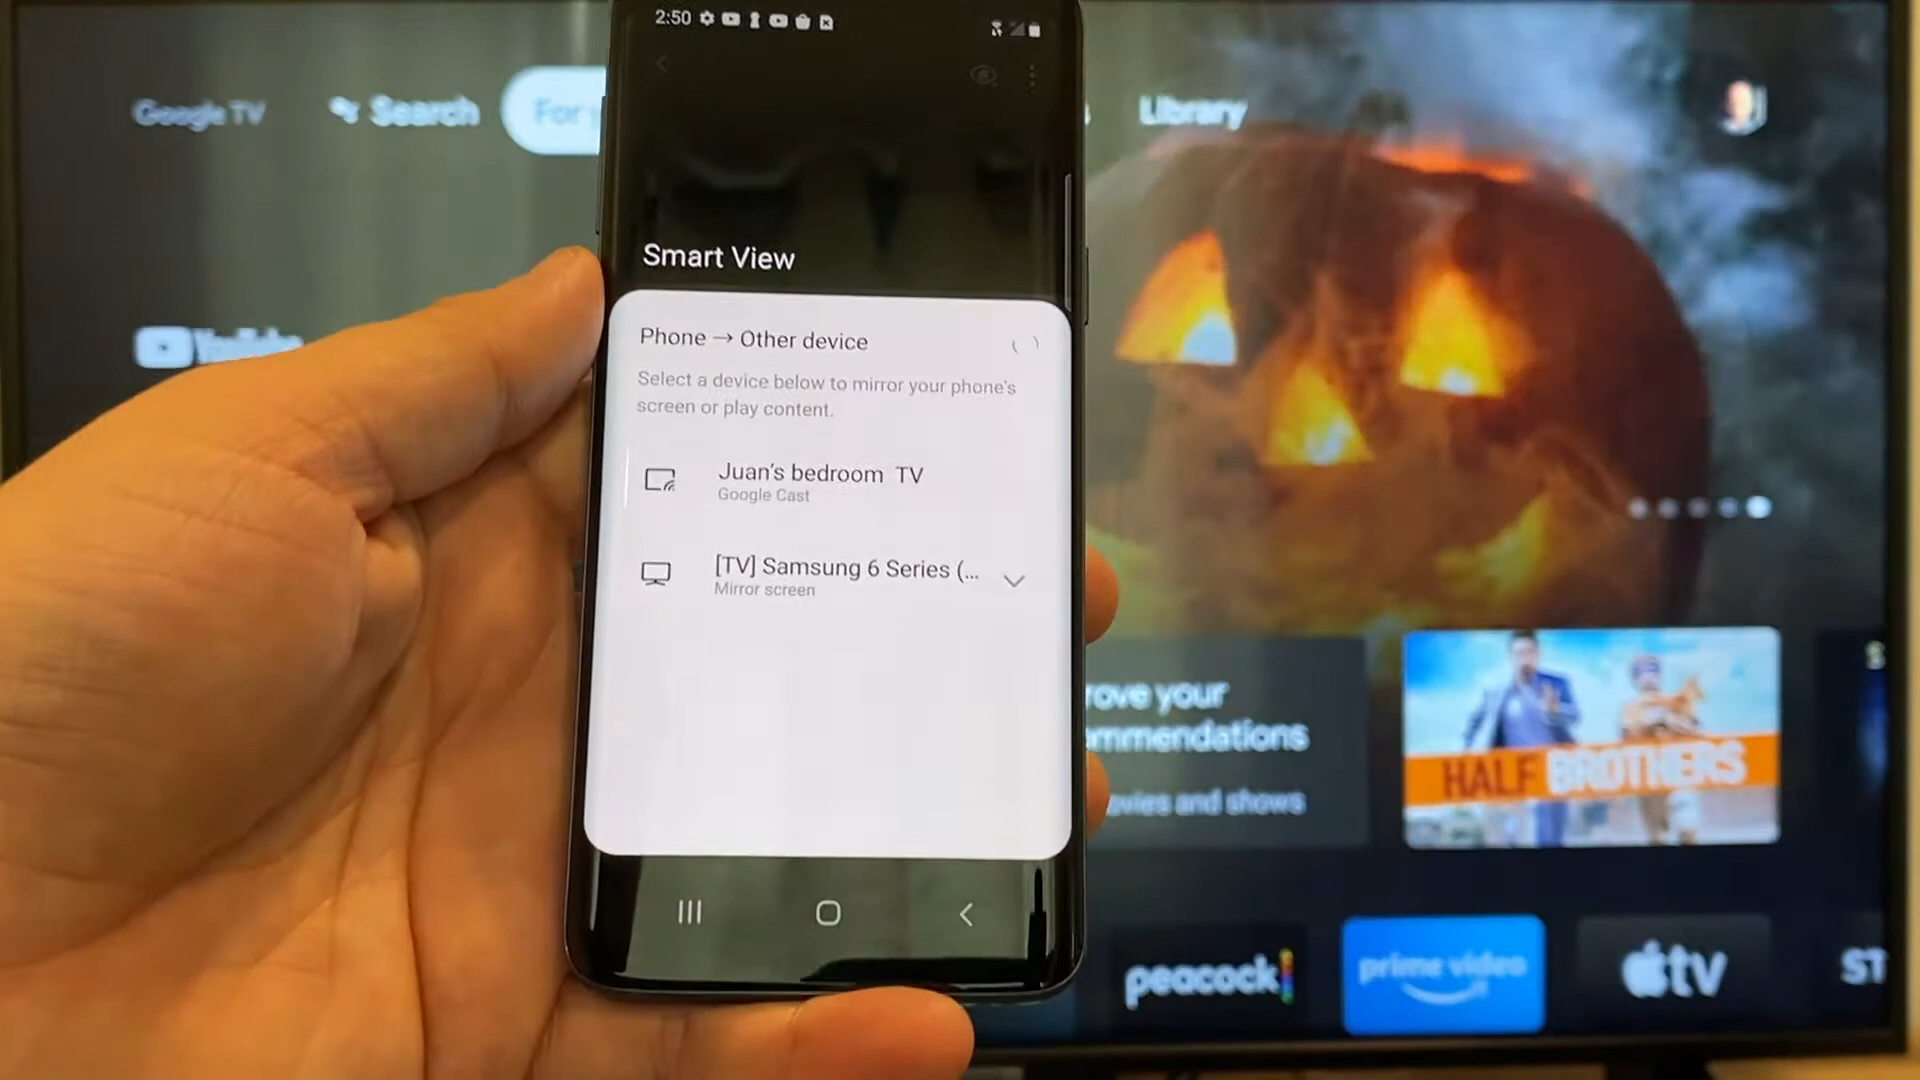 2:50
Google TV
Search
For
Library
YouTube
Smart View
Phone → Other device
Select a device below to mirror your phone's
screen or play content.
Juan's bedroom TV
Google Cast
[TV] Samsung 6 Series (...
Mirror screen
rove your
mmendations
ovies and shows
HALF BROTHERS
peacock
prime video
tv
ST